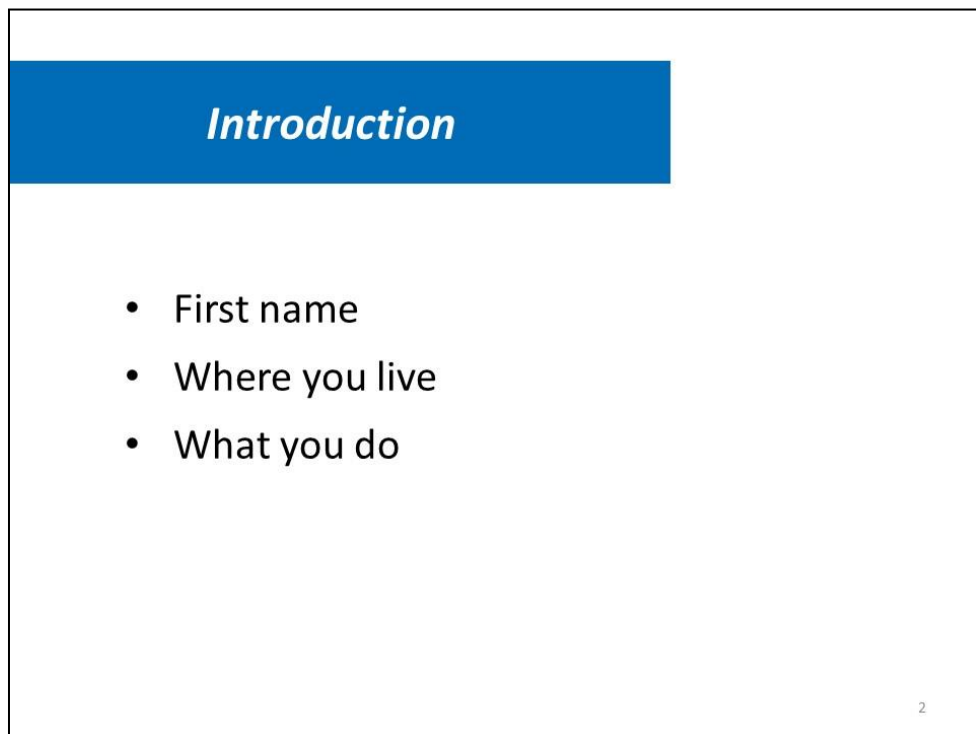 Introduction
• First name
• Where you live
• What you do
2